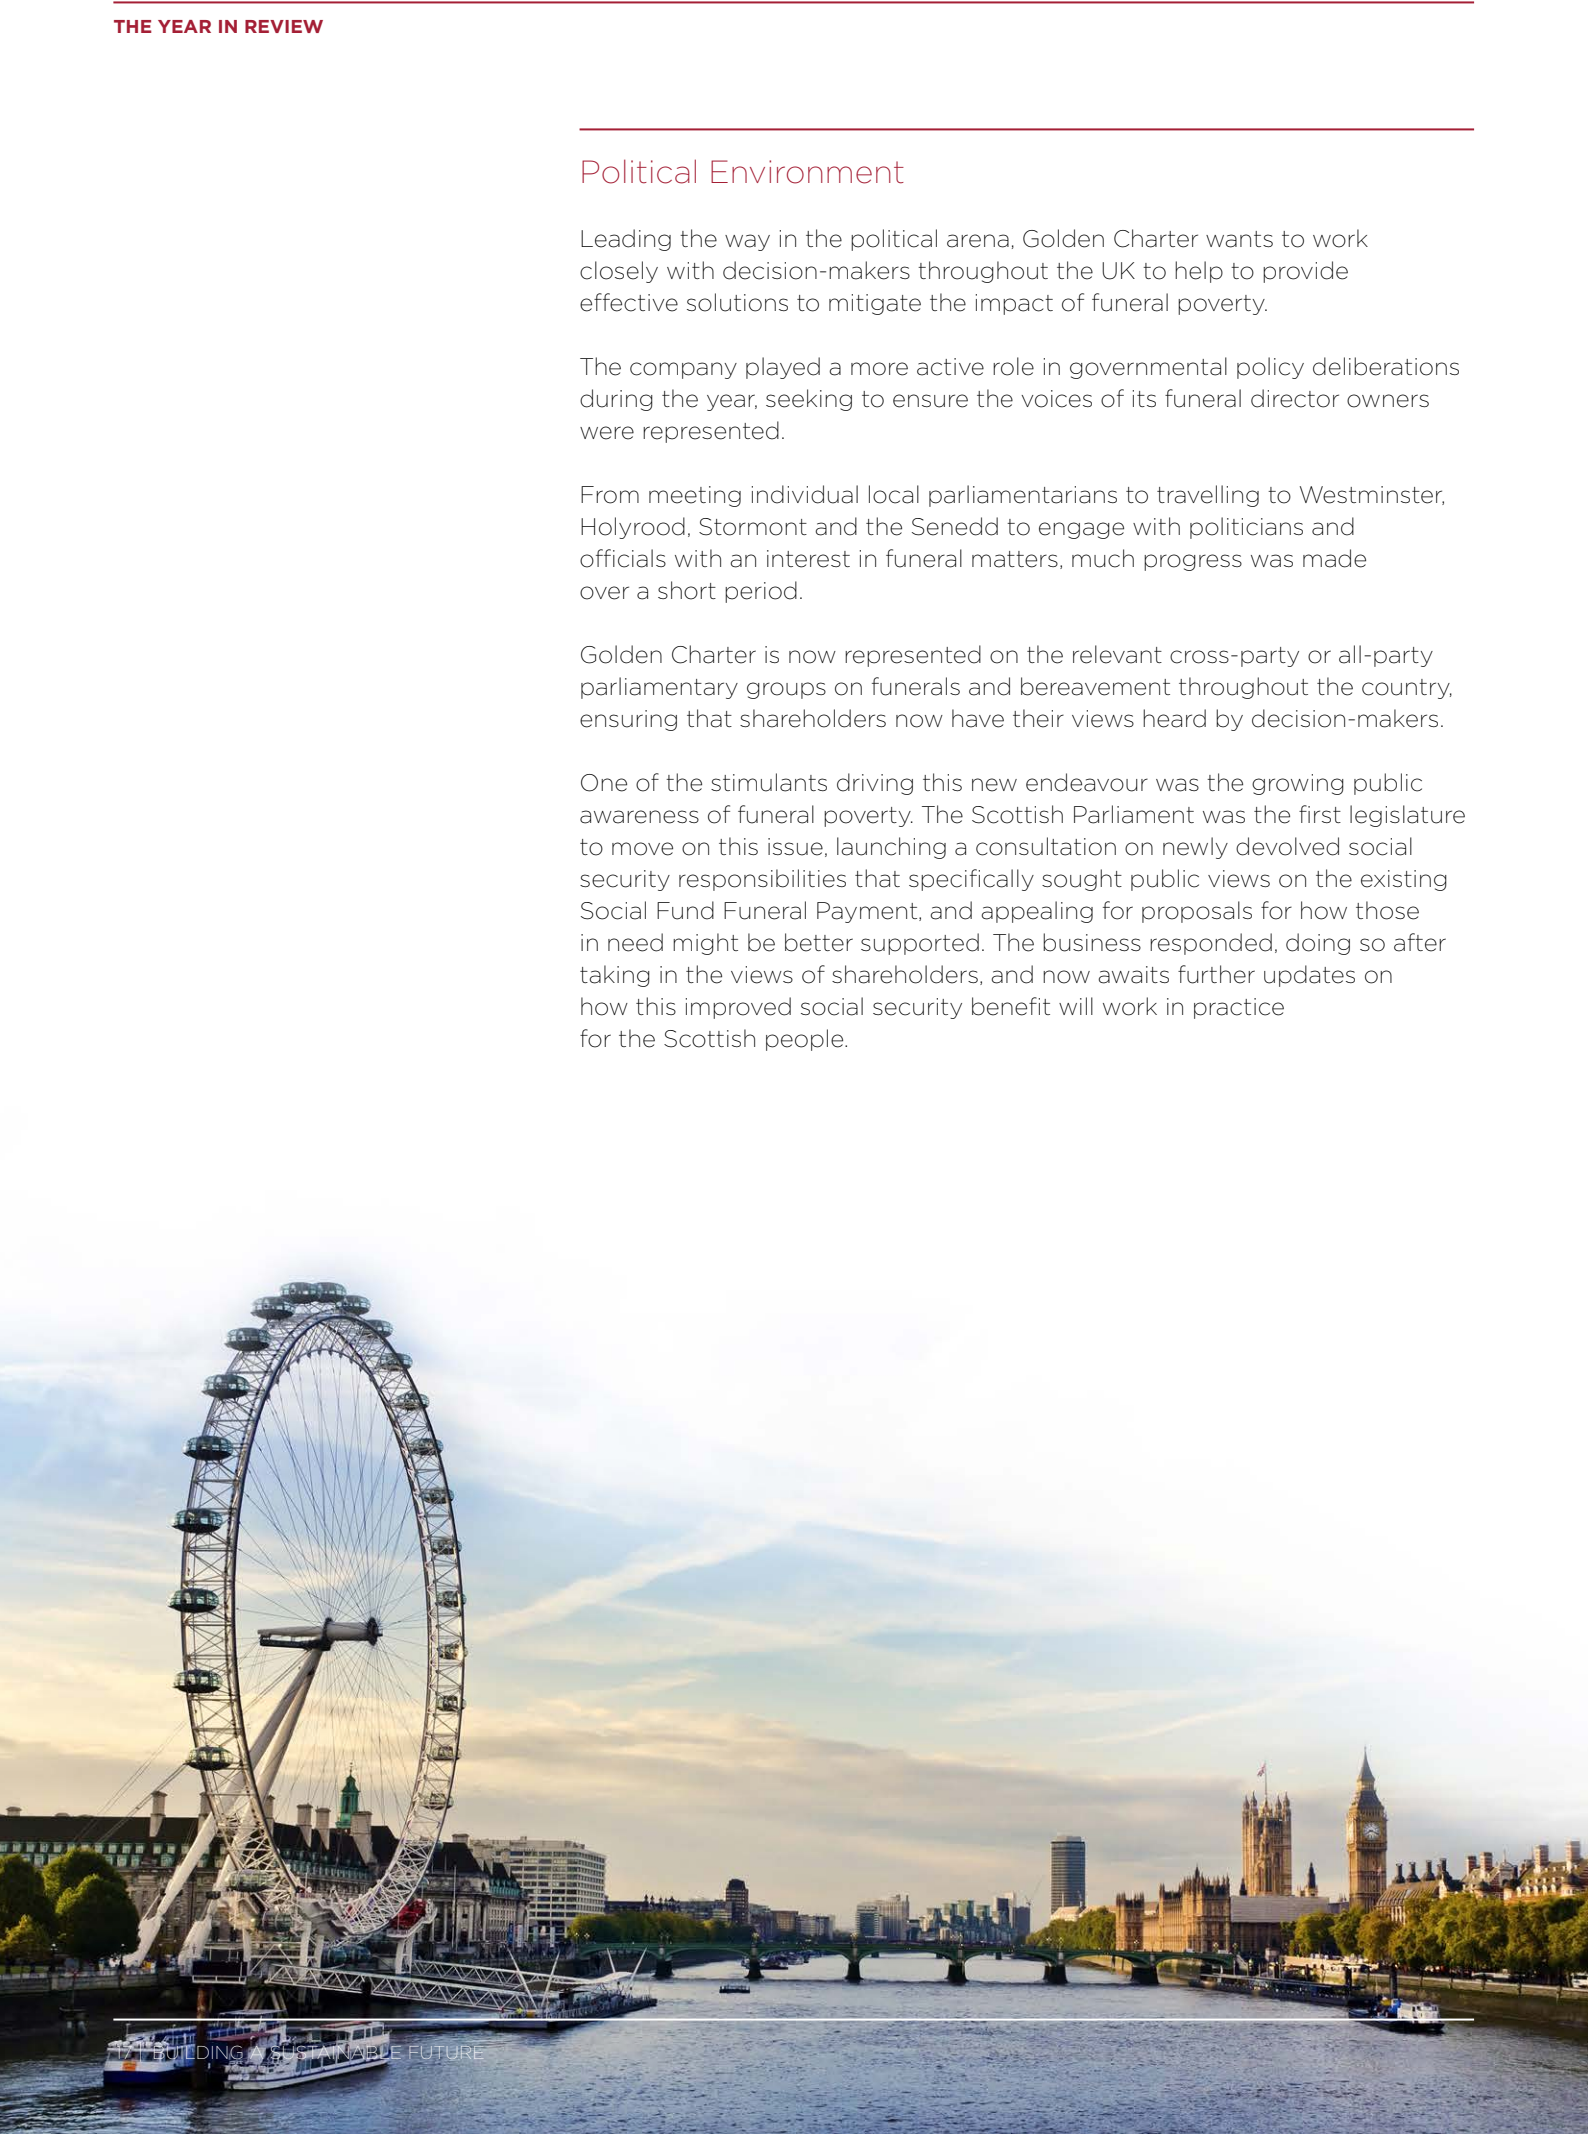 THE YEAR IN REVIEW
Political Environment
Leading the way in the political arena, Golden Charter wants to work
closely with decision-makers throughout the UK to help to provide
effective solutions to mitigate the impact of funeral poverty.
The company played a more active role in governmental policy deliberations
during the year, seeking to ensure the voices of its funeral director owners
were represented.
From meeting individual local parliamentarians to travelling to Westminster,
Holyrood, Stormont and the Senedd to engage with politicians and
officials with an interest in funeral matters, much progress was made
over a short period.
Golden Charter is now represented on the relevant cross-party or all-party
parliamentary groups on funerals and bereavement throughout the country,
ensuring that shareholders now have their views heard by decision-makers.
One of the stimulants driving this new endeavour was the growing public
awareness of funeral poverty. The Scottish Parliament was the first legislature
to move on this issue, launching a consultation on newly devolved social
security responsibilities that specifically sought public views on the existing
Social Fund Funeral Payment, and appealing for proposals for how those
in need might be better supported. The business responded, doing so after
taking in the views of shareholders, and now awaits further updates on
how this improved social security benefit will work in practice
for the Scottish people.
17 | BUILDING A SUSTAINABLE FUTURE